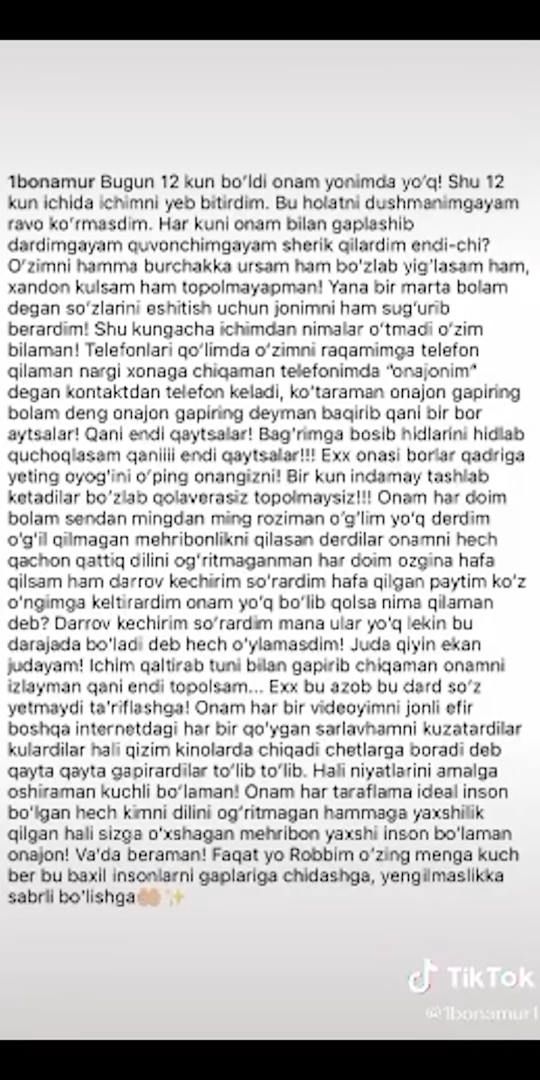 1bonamur Bugun 12 kun bo‘ldi onam yonimda yo‘q! Shu 12
kun ichida ichimni yeb bitirdim. Bu holatni dushmanimgayam
ravo ko‘rmasdim. Har kuni onam bilan gaplashib
dardimgayam quvonchimgayam sherik qilardim endi-chi?
O‘zimni hamma burchakka ursam ham bo‘zlab yig‘lasam ham,
xandon kulsam ham topolmayapman! Yana bir marta bolam
degan so‘zlarini eshitish uchun jonimni ham sug‘urib
berardim! Shu kungacha ichimdan nimalar o‘tmadi o‘zim
bilaman! Telefonlari qo‘limda o‘zimni raqamimga telefon
qilaman nargi xonaga chiqaman telefonimda "onajonim"
degan kontaktdan telefon keladi, ko‘taraman onajon gapiring
bolam deng onajon gapiring deyman baqirib qani bir bor
aytsalar! Qani endi qaytsalar! Bag‘rimga bosib hidlarini hidlab
quchoqlasam qaniiii endi qaytsalar!!! Exx onasi borlar qadriga
yeting oyog‘ini o‘ping onangizni! Bir kun indamay tashlab
ketadilar bo‘zlab qolaverasiz topolmaysiz!!! Onam har doim
bolam sendan mingdan ming roziman o‘g‘lim yo‘q derdim
o‘g‘il qilmagan mehribonlikni qilasan derdilar onamni hech
qachon qattiq dilini og‘ritmaganman har doim ozgina hafa
qilsam ham darrov kechirim so‘rardim hafa qilgan paytim ko‘z
o‘ngimga keltirardim onam yo‘q bo‘lib qolsa nima qilaman
deb? Darrov kechirim so‘rardim mana ular yo‘q lekin bu
darajada bo‘ladi deb hech o‘ylamasdim! Juda qiyin ekan
judayam! Ichim qaltirab tuni bilan gapirib chiqaman onamni
izlayman qani endi topolsam... Exx bu azob bu dard so‘z
yetmaydi ta’riflashga! Onam har bir videoyimni jonli efir
boshqa internetdagi har bir qo‘ygan sarlavhamni kuzatardilar
kulardilar hali qizim kinolarda chiqadi chetlarga boradi deb
qayta qayta gapirardilar to‘lib to‘lib. Hali niyatlarini amalga
oshiraman kuchli bo‘laman! Onam har taraflama ideal inson
bo‘lgan hech kimni dilini og‘ritmagan hammaga yaxshilik
qilgan hali sizga o‘xshagan mehribon yaxshi inson bo‘laman
onajon! Va’da beraman! Faqat yo Robbim o‘zing menga kuch
ber bu baxil insonlarni gaplariga chidashga, yengilmaslikka
sabrli bo‘lishga🤲🏼✨
TikTok
@1bonamur1